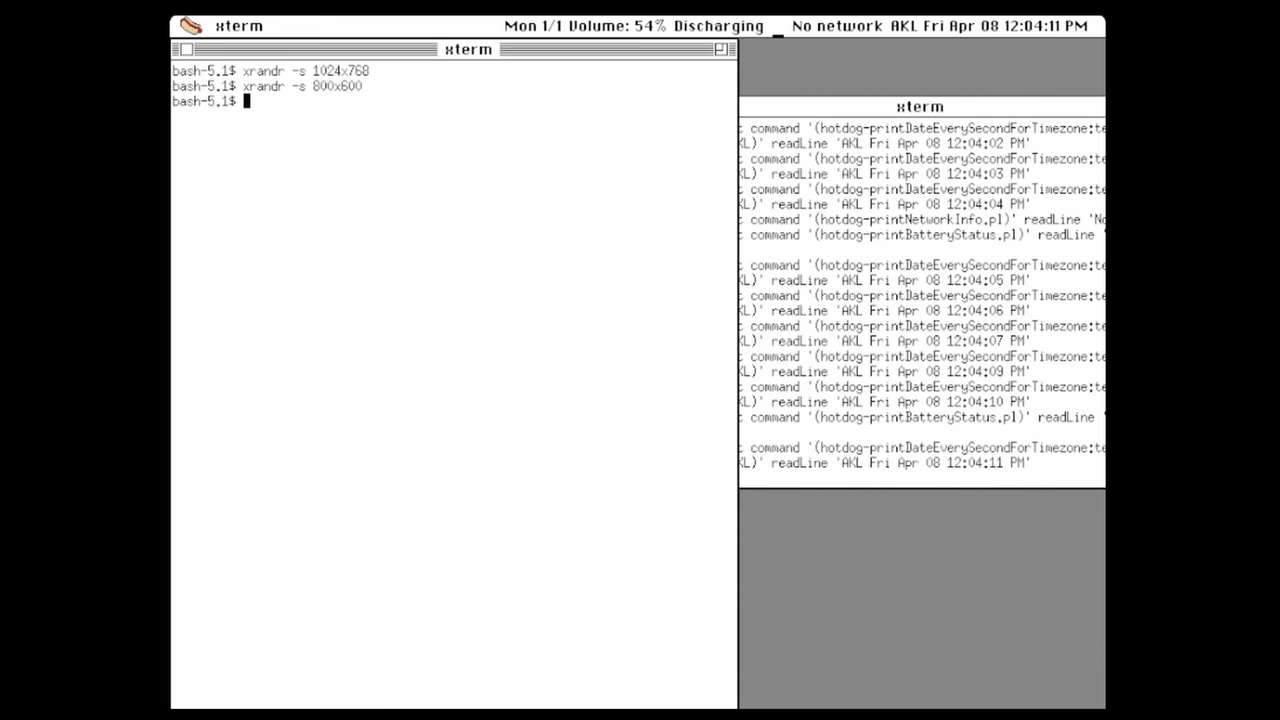 xterm Mon 1/1 Volume: 54% Discharging _ No network AKL Fri Apr 08 12:04:11 PM
xterm
bash-5.1$ xrandr -s 1024x768
bash-5.1$ xrandr -s 800x600
bash-5.1$
xterm
t command '(hotdog-printDateEverySecondForTimezone:te
KL)' readLine 'AKL Fri Apr 08 12:04:02 PM'
t command '(hotdog-printDateEverySecondForTimezone:te
KL)' readLine 'AKL Fri Apr 08 12:04:03 PM'
t command '(hotdog-printDateEverySecondForTimezone:te
KL)' readLine 'AKL Fri Apr 08 12:04:04 PM'
t command '(hotdog-printNetworkInfo.pl)' readLine 'No
t command '(hotdog-printBatteryStatus.pl)' readLine '
t command '(hotdog-printDateEverySecondForTimezone:te
KL)' readLine 'AKL Fri Apr 08 12:04:05 PM'
t command '(hotdog-printDateEverySecondForTimezone:te
KL)' readLine 'AKL Fri Apr 08 12:04:06 PM'
t command '(hotdog-printDateEverySecondForTimezone:te
KL)' readLine 'AKL Fri Apr 08 12:04:07 PM'
t command '(hotdog-printDateEverySecondForTimezone:te
KL)' readLine 'AKL Fri Apr 08 12:04:09 PM'
t command '(hotdog-printDateEverySecondForTimezone:te
KL)' readLine 'AKL Fri Apr 08 12:04:10 PM'
t command '(hotdog-printBatteryStatus.pl)' readLine '
t command '(hotdog-printDateEverySecondForTimezone:te
KL)' readLine 'AKL Fri Apr 08 12:04:11 PM'